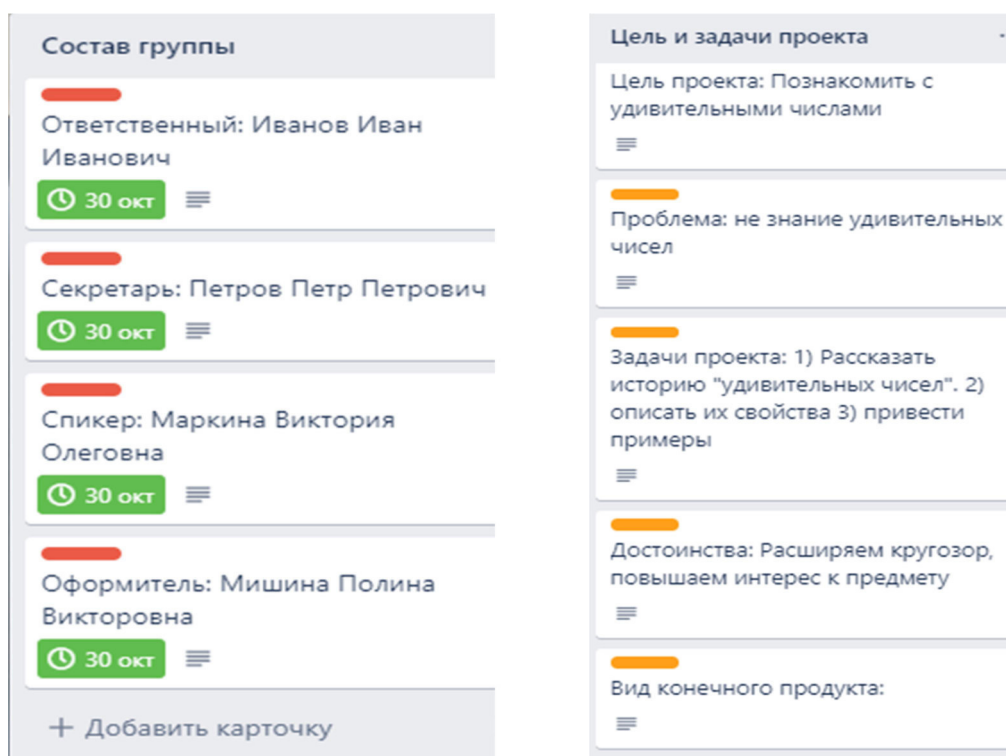 Состав группы
Ответственный: Иванов Иван
Иванович
30 окт
Секретарь: Петров Петр Петрович
30 окт
Спикер: Маркина Виктория
Олеговна
30 окт
Оформитель: Мишина Полина
Викторовна
30 окт
+ Добавить карточку
Цель и задачи проекта
Цель проекта: Познакомить с
удивительными числами
Проблема: не знание удивительных
чисел
Задачи проекта: 1) Рассказать
историю "удивительных чисел". 2)
описать их свойства 3) привести
примеры
Достоинства: Расширяем кругозор,
повышаем интерес к предмету
Вид конечного продукта: